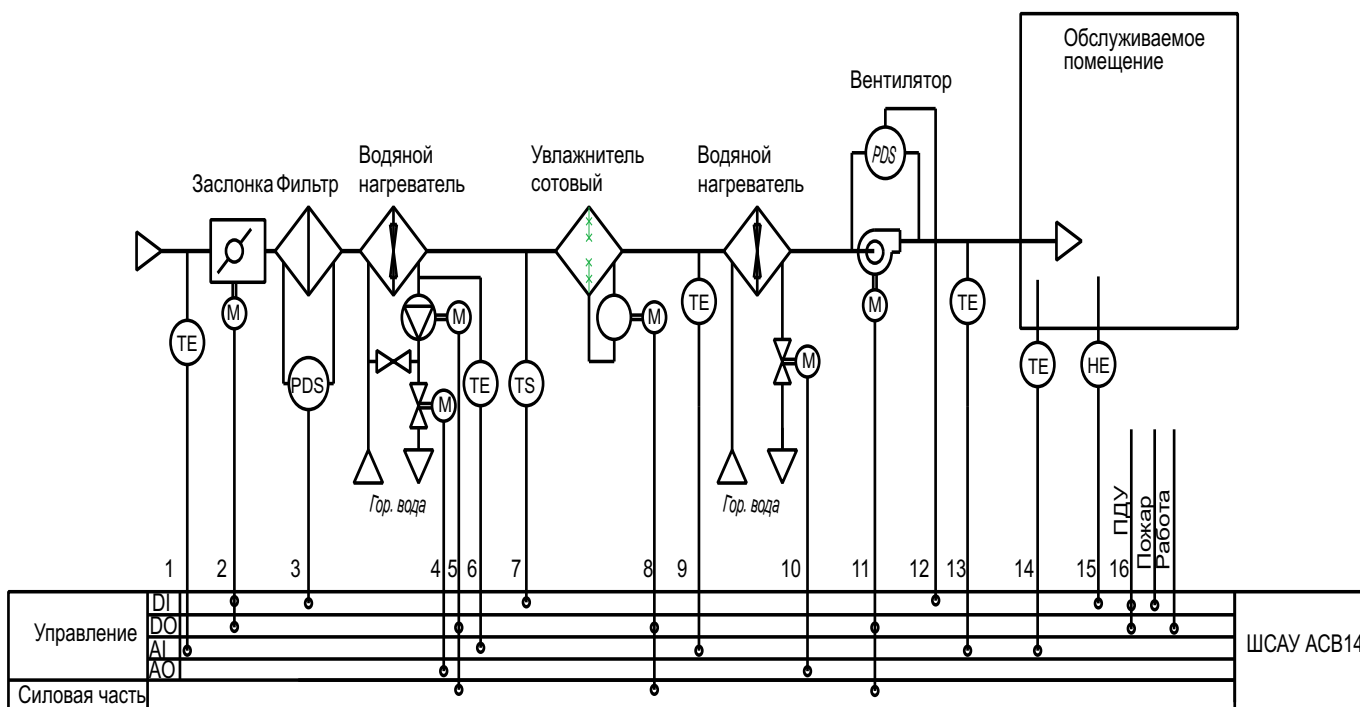 Обслуживаемое
помещение
Вентилятор
PDS
Водяной
нагреватель
Увлажнитель
сотовый
Водяной
нагреватель
Заслонка Фильтр
TE
M
PDS
M
M
TE
TS
M
TE
M
M
TE
TE
HE
Гор. вода
Гор. вода
ПДУ
Пожар
Работа
1 2 3 4 5 6 7 8 9 10 11 12 13 14 15 16
Управление
DI
DO
AI
AO
Силовая часть
ШСАУ АСВ14